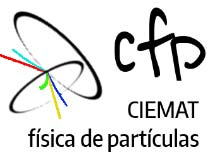 cfp
CIEMAT
física de partículas